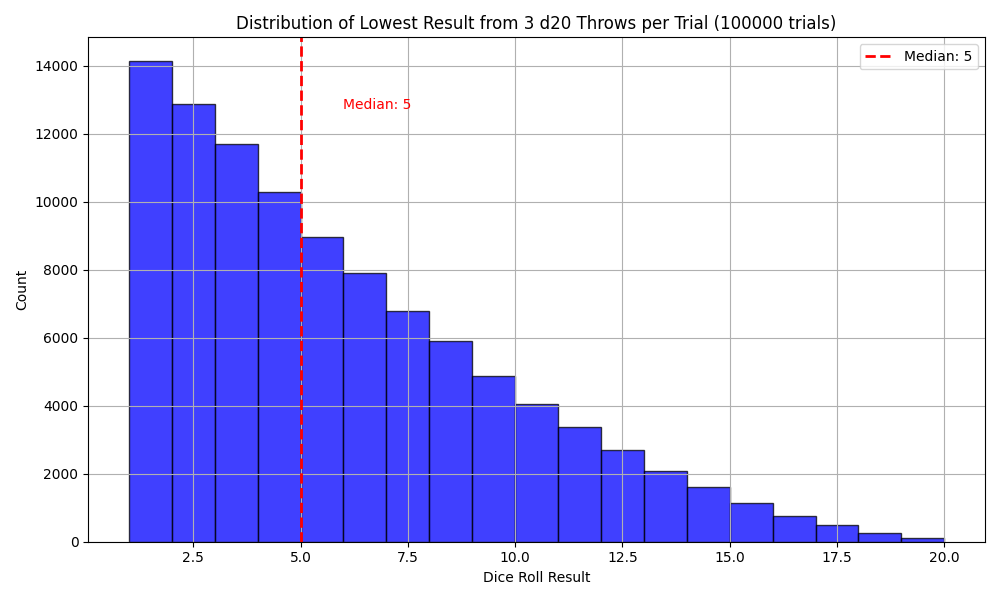 Distribution of Lowest Result from 3 d20 Throws per Trial (100000 trials)
Median: 5
Median: 5
14000
12000
10000
8000
6000
4000
2000
0
Count
2.5 5.0 7.5 10.0 12.5 15.0 17.5 20.0
Dice Roll Result